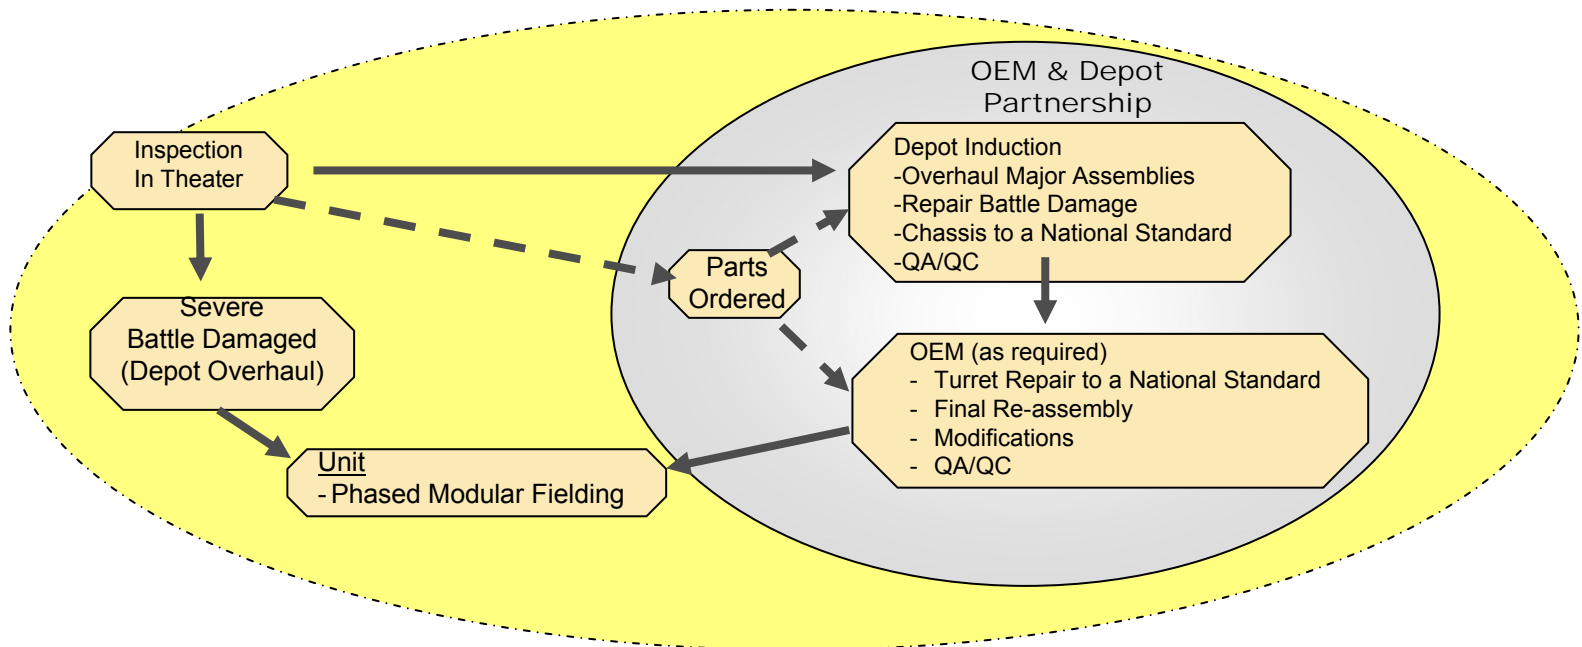 OEM & Depot
Partnership
Inspection
In Theater
Depot Induction
-Overhaul Major Assemblies
-Repair Battle Damage
-Chassis to a National Standard
-QA/QC
Parts
Ordered
Severe
Battle Damaged
(Depot Overhaul)
OEM (as required)
- Turret Repair to a National Standard
- Final Re-assembly
- Modifications
- QA/QC
Unit
- Phased Modular Fielding